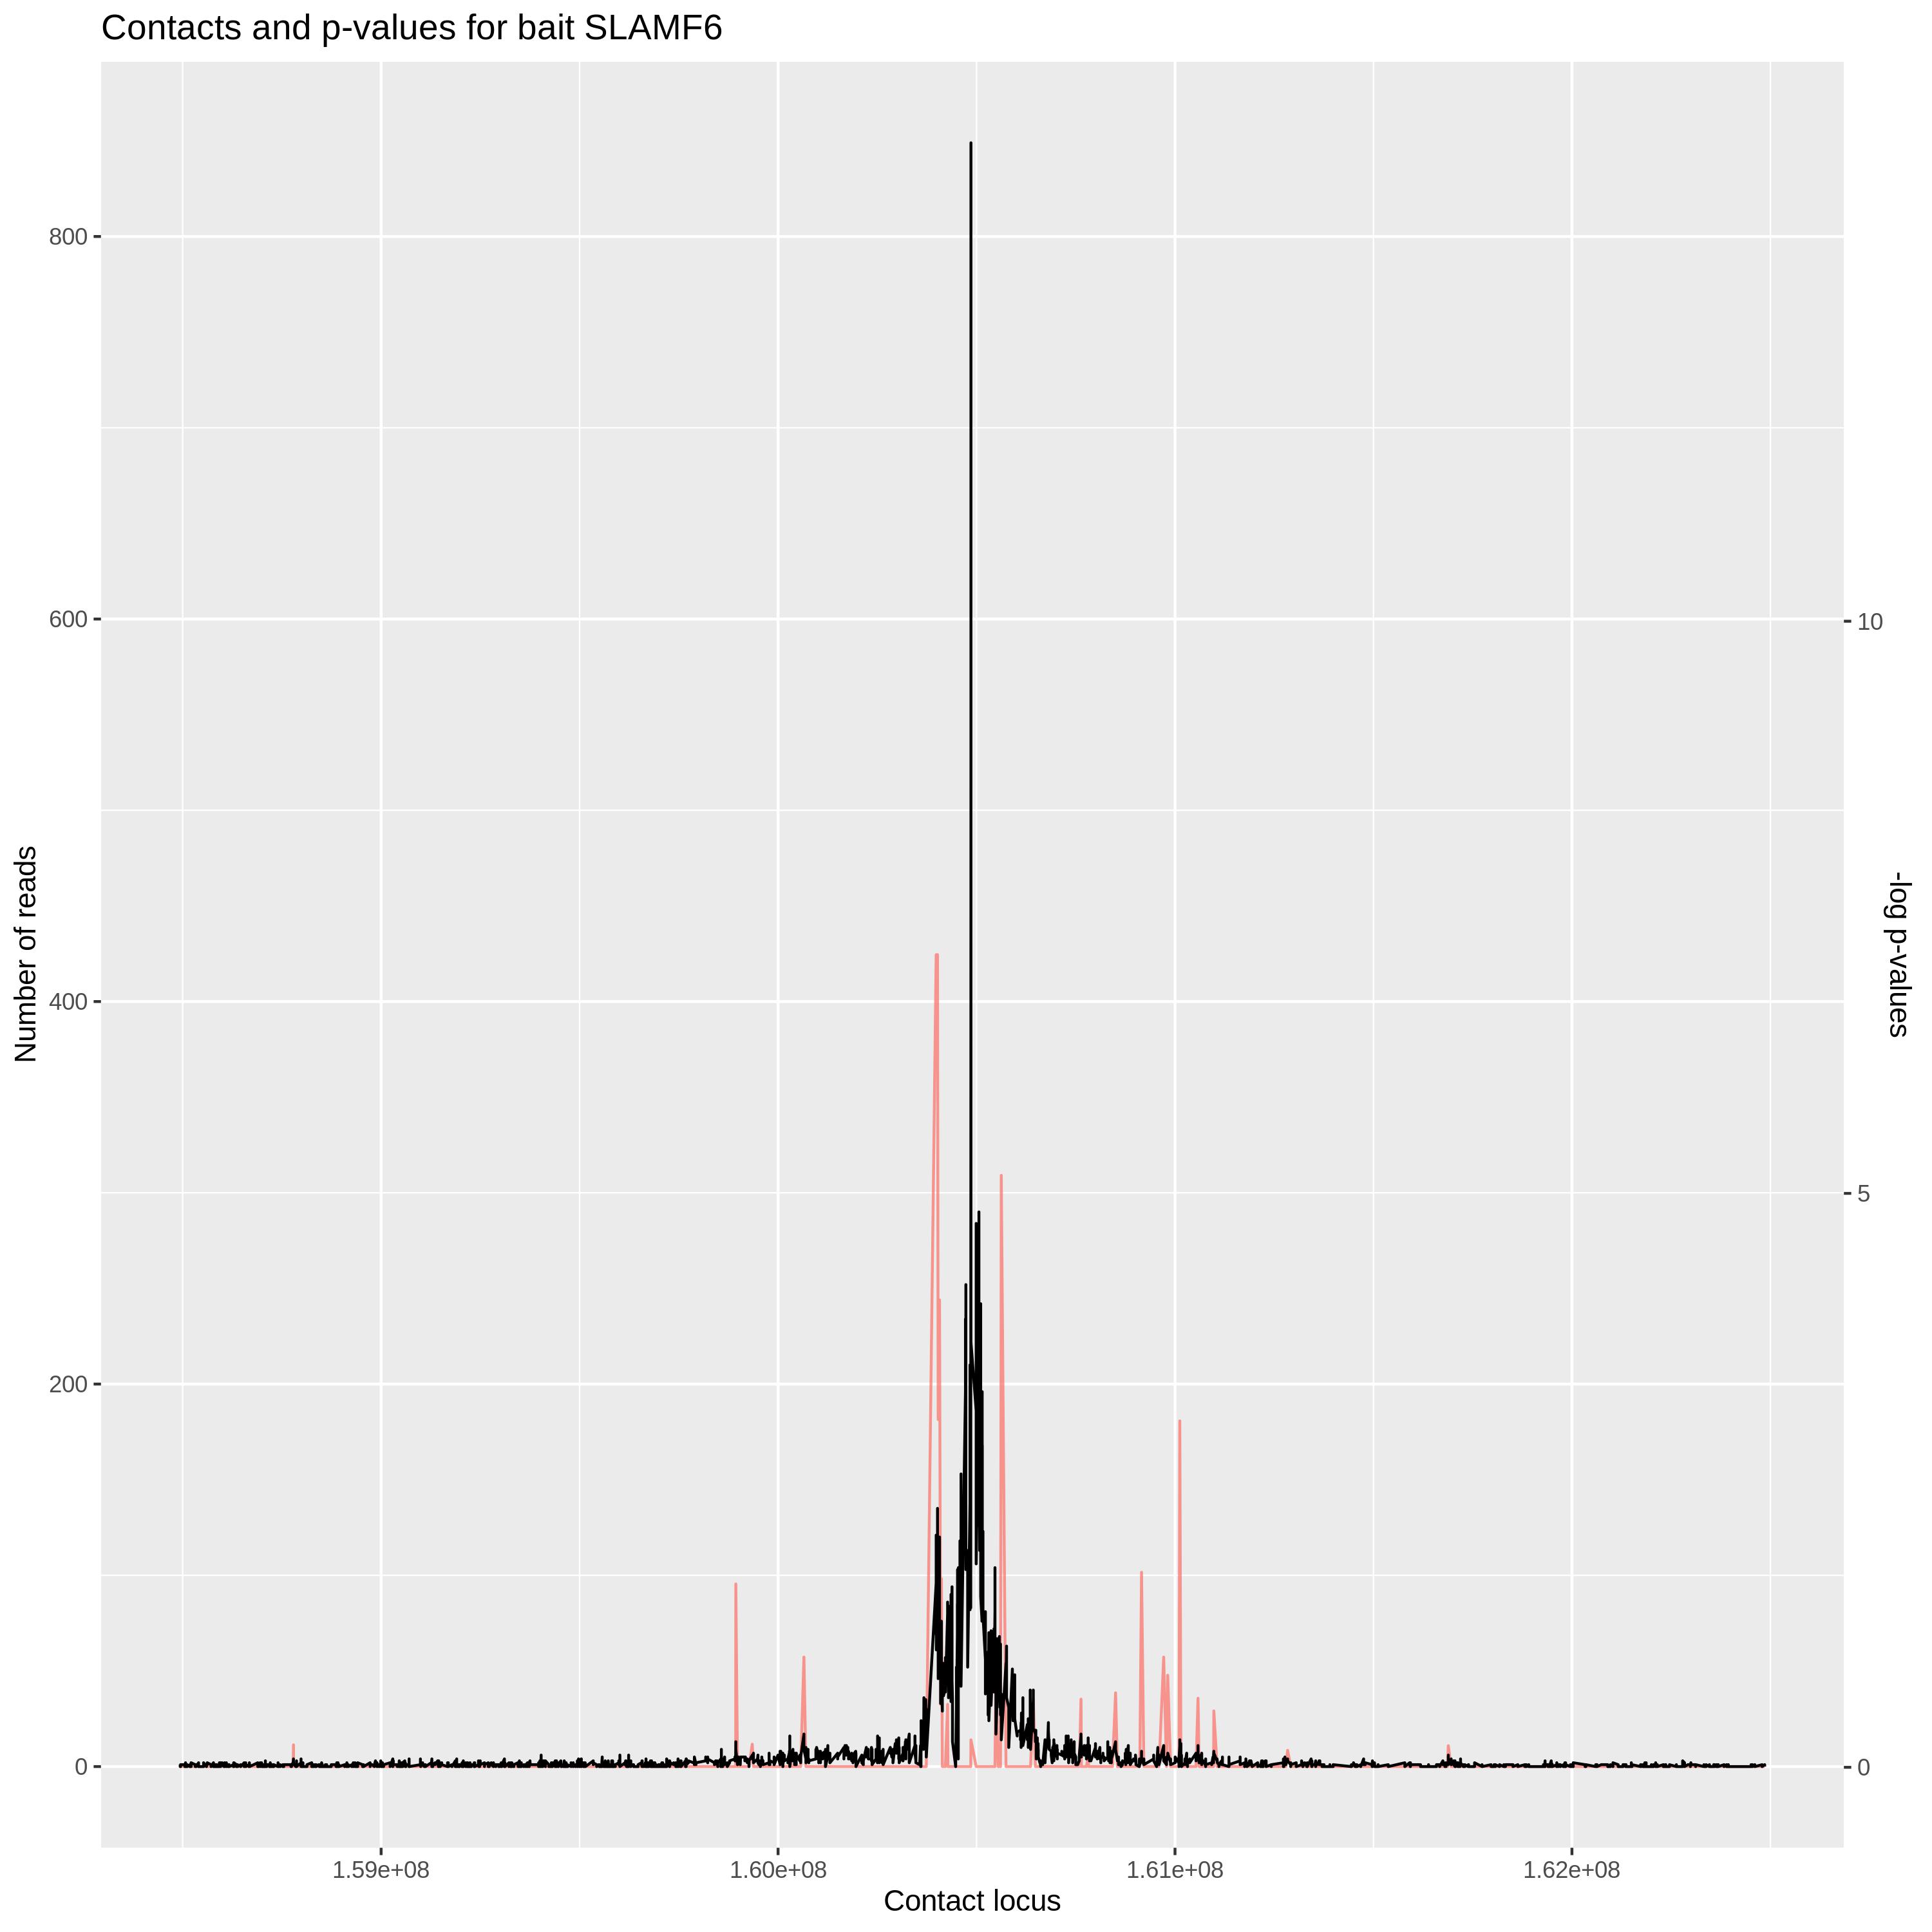 Contacts and p-values for bait SLAMF6
800
600
400
200
0
Number of reads
10
5
0
-log p-values
1.59e+08
1.60e+08
1.61e+08
1.62e+08
Contact locus